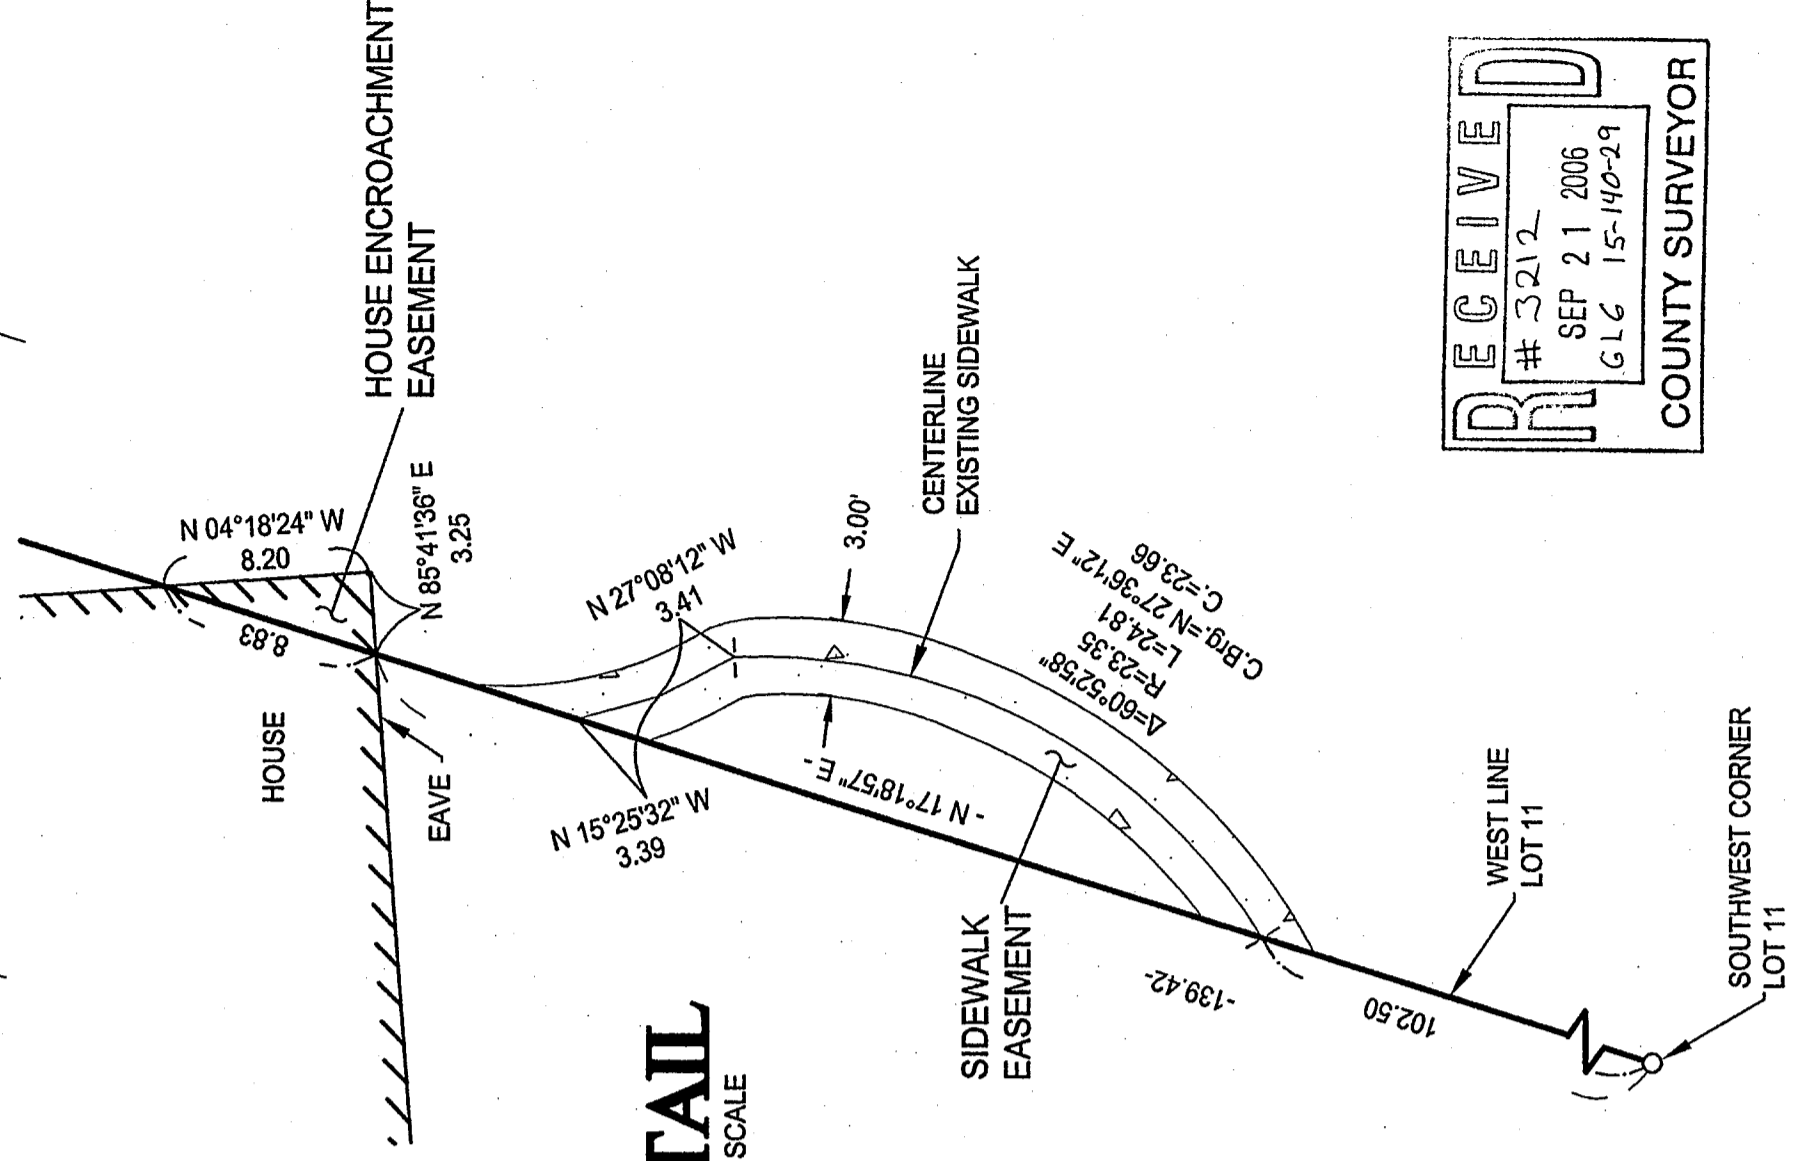 HOUSE ENCROACHMENT
EASEMENT
N 04°18'24" W
8.20
N 85°41'36" E
3.25
8.83
HOUSE
EAVE
N 27°08'12" W
3.41
N 15°25'32" W
3.39
3.00'
CENTERLINE
EXISTING SIDEWALK
Δ=60°52'58"
R=23.35
L=24.81
C.Brg.=N 27°36'12" E
C.=23.66
- N 17°18'57" E -
SIDEWALK
EASEMENT
-139.42-
102.50
WEST LINE
LOT 11
SOUTHWEST CORNER
LOT 11
TAIL
SCALE
RECEIVED
# 3212
SEP 21 2006
GLG 15-140-29
COUNTY SURVEYOR